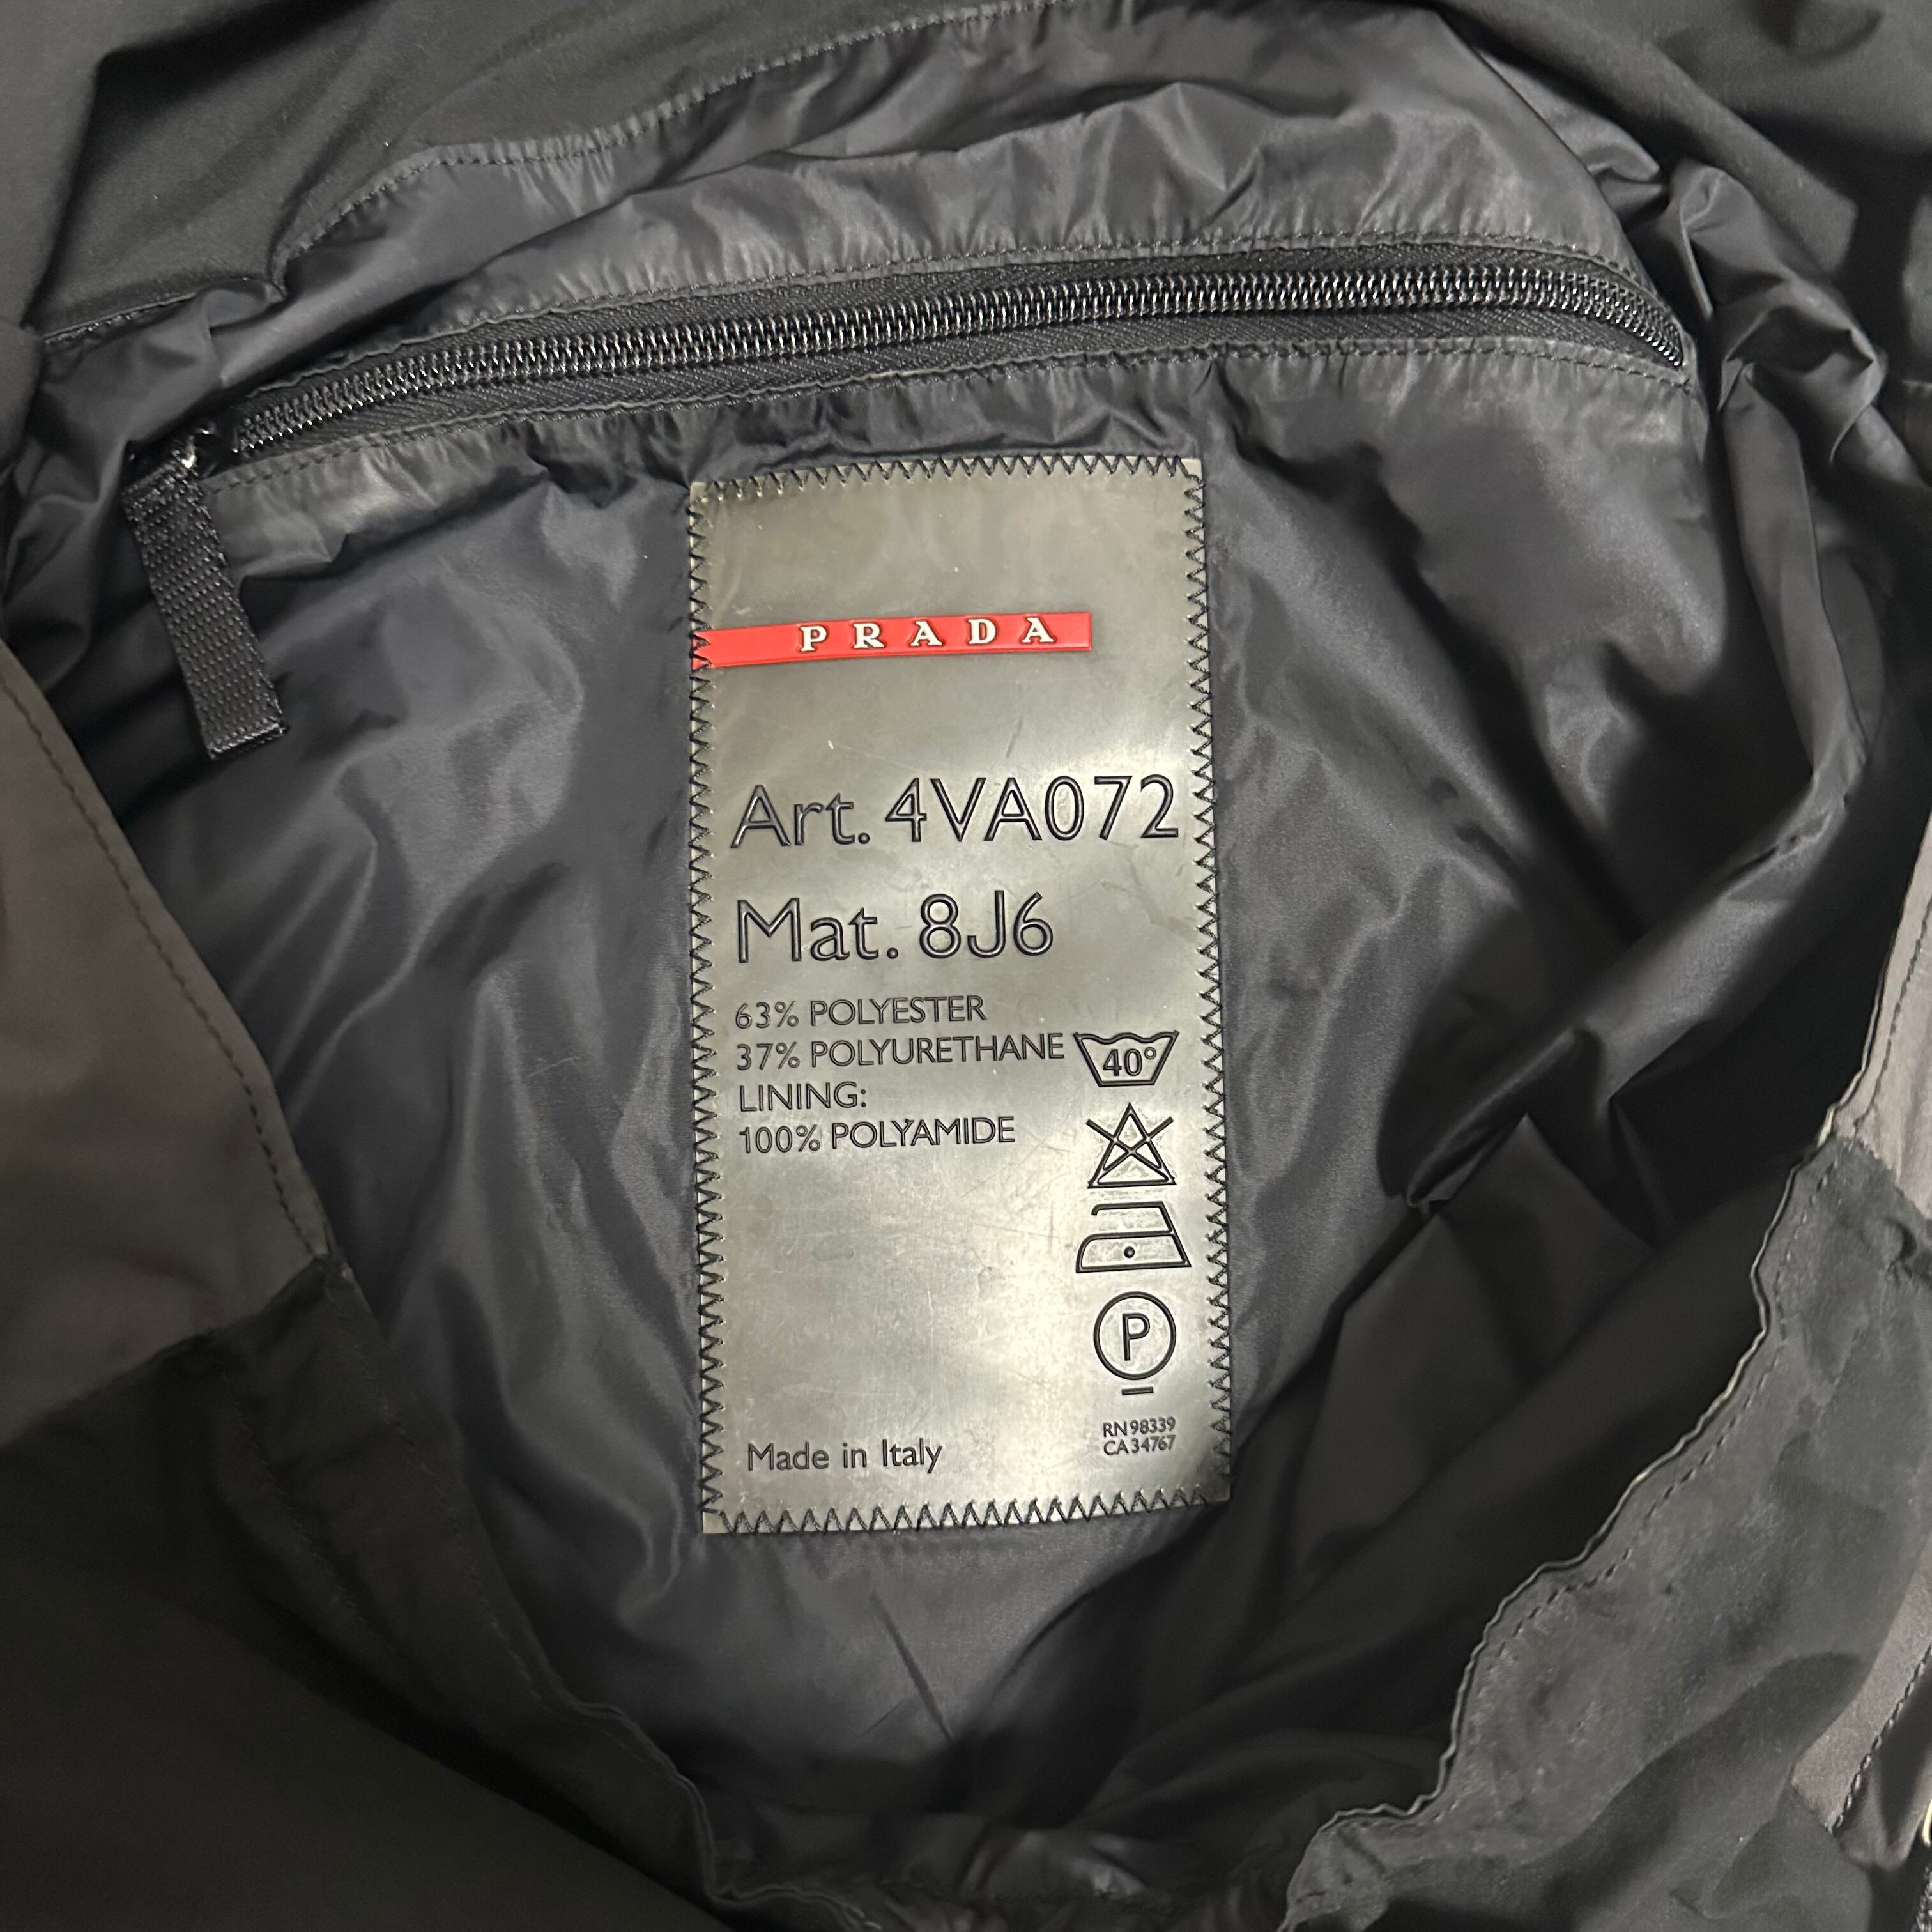 PRADA
Art. 4VA072
Mat. 8J6
63% POLYESTER
37% POLYURETHANE
LINING:
100% POLYAMIDE
40°
P
RN 98339
CA 34767
Made in Italy